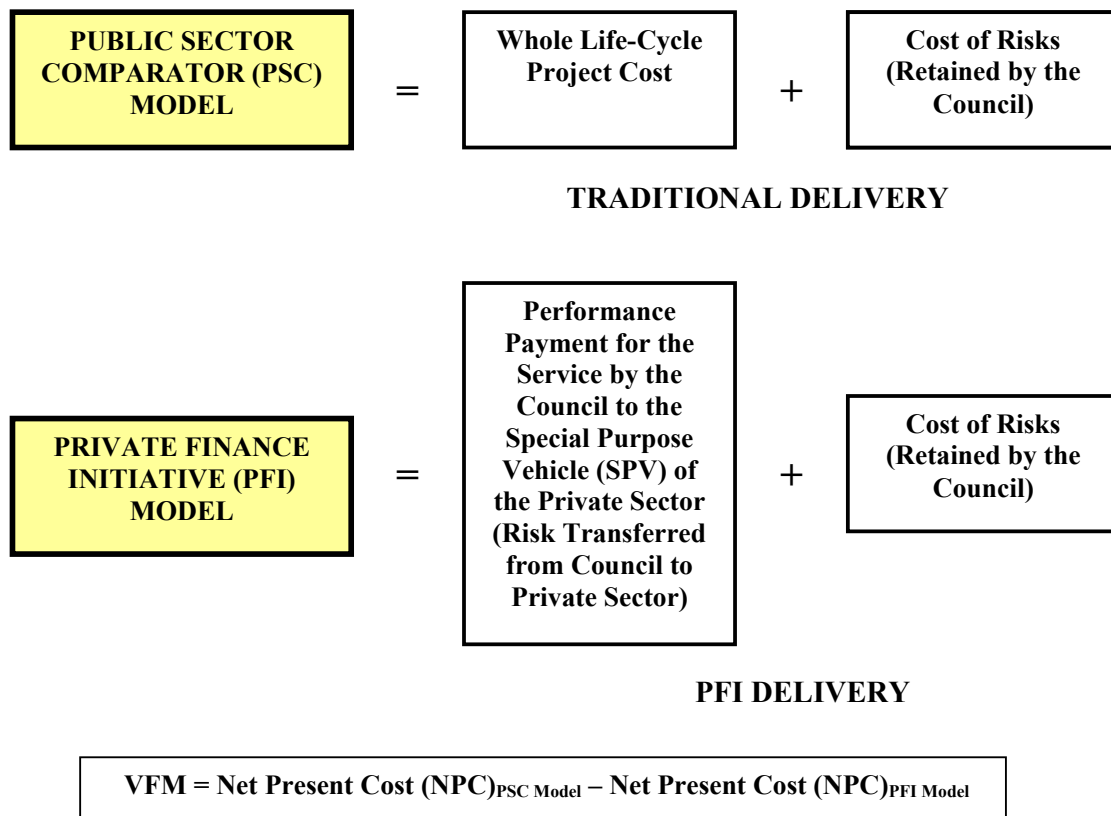 PUBLIC SECTOR
COMPARATOR (PSC)
MODEL
=
Whole Life-Cycle
Project Cost
+
Cost of Risks
(Retained by the
Council)
TRADITIONAL DELIVERY
PRIVATE FINANCE
INITIATIVE (PFI)
MODEL
=
Performance
Payment for the
Service by the
Council to the
Special Purpose
Vehicle (SPV) of
the Private Sector
(Risk Transferred
from Council to
Private Sector)
+
Cost of Risks
(Retained by the
Council)
PFI DELIVERY
VFM = Net Present Cost (NPC)PSC Model – Net Present Cost (NPC)PFI Model